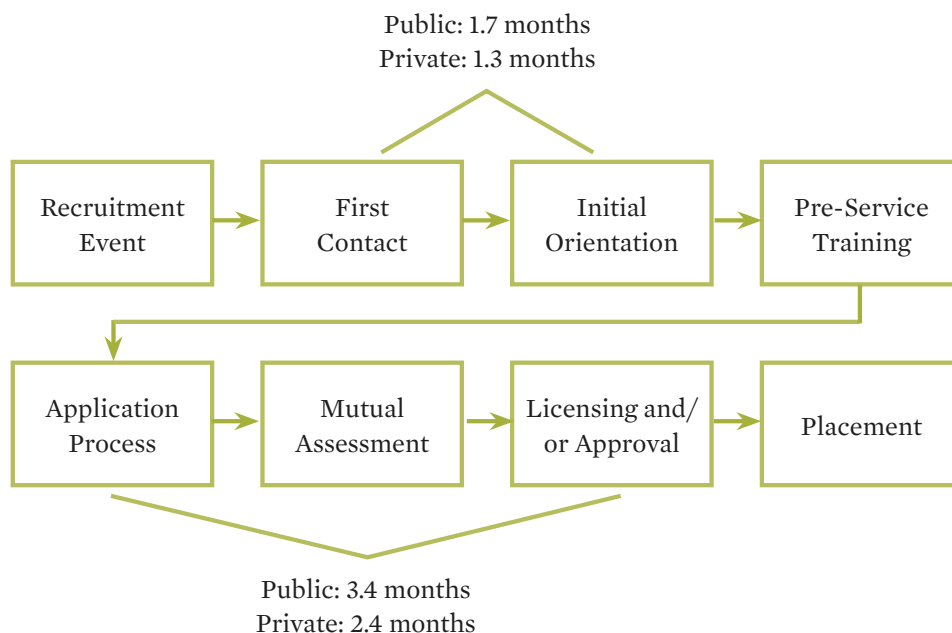 Public: 1.7 months
Private: 1.3 months
Recruitment
Event
First
Contact
Initial
Orientation
Pre-Service
Training
Application
Process
Mutual
Assessment
Licensing and/
or Approval
Placement
Public: 3.4 months
Private: 2.4 months